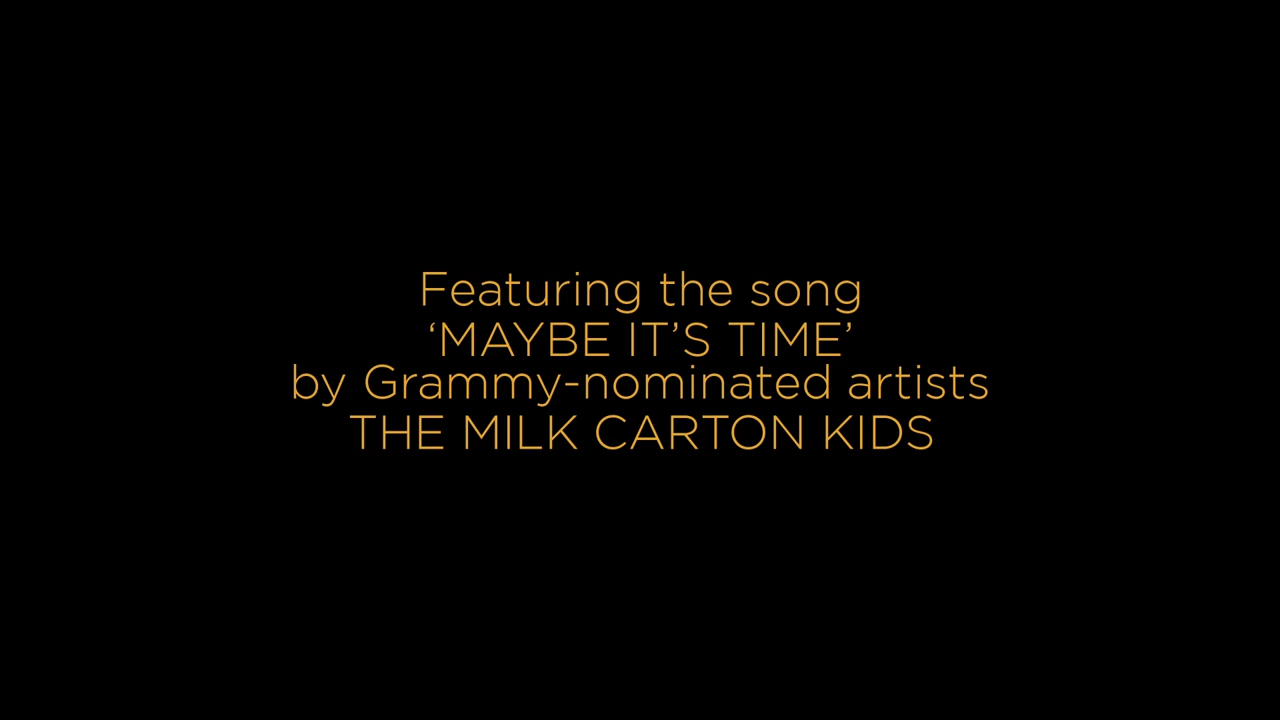 Featuring the song
‘MAYBE IT’S TIME’
by Grammy-nominated artists
THE MILK CARTON KIDS